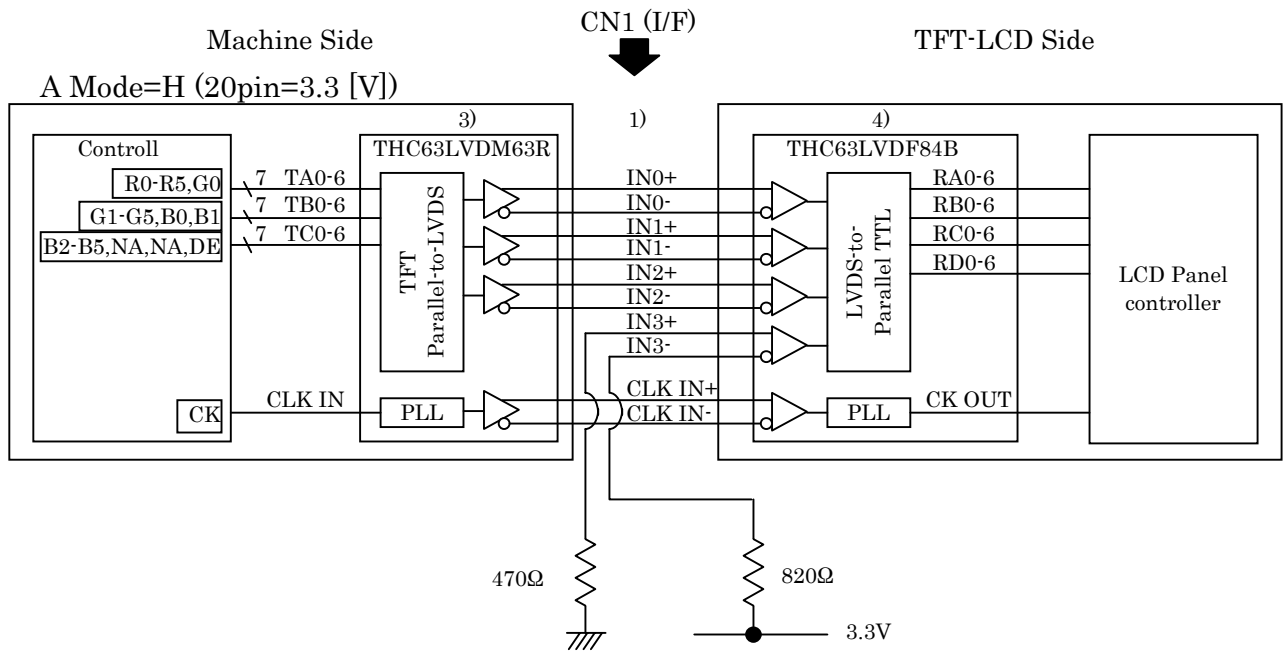 CN1 (I/F)
Machine Side
TFT-LCD Side
A Mode=H (20pin=3.3 [V])
3)
1)
4)
Controll
THC63LVDM63R
THC63LVDF84B
R0-R5,G0
7 TA0-6
G1-G5,B0,B1
7 TB0-6
B2-B5,NA,NA,DE
7 TC0-6
TFT
Parallel-to-LVDS
IN0+
IN0-
IN1+
IN1-
IN2+
IN2-
IN3+
IN3-
LVDS-to-
Parallel TTL
RA0-6
RB0-6
RC0-6
RD0-6
LCD Panel
controller
CK
CLK IN
PLL
CLK IN+
CLK IN-
PLL
CK OUT
470Ω
820Ω
3.3V